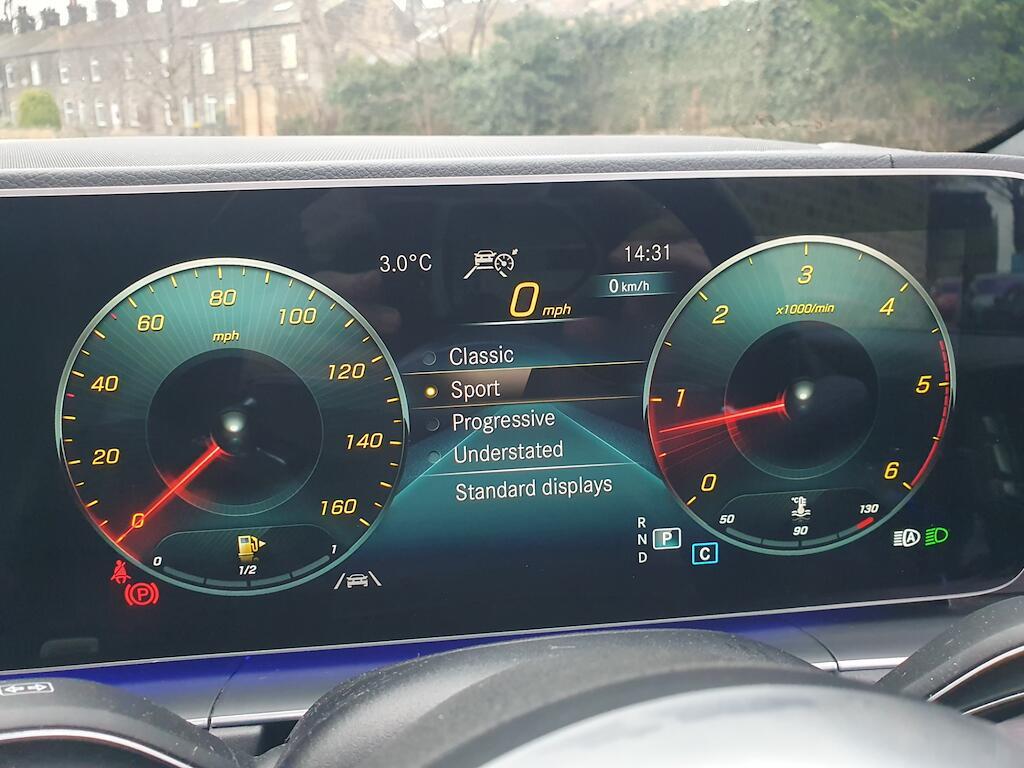 3.0°C
14:31
0 mph
0 km/h
Classic
Sport
Progressive
Understated
Standard displays
0
20
40
60
80
100
120
140
160
mph
0
1/2
1
P
0
1
2
3
4
5
6
x1000/min
°C
50
90
130
R
N
D
P
C
A